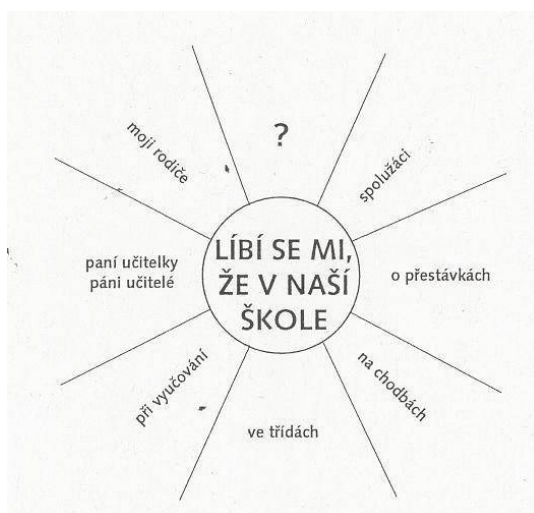 ?
spolužáci
o přestávkách
na chodbách
ve třídách
při vyučování
paní učitelky
páni učitelé
moji rodiče
LÍBÍ SE MI,
ŽE V NAŠÍ
ŠKOLE